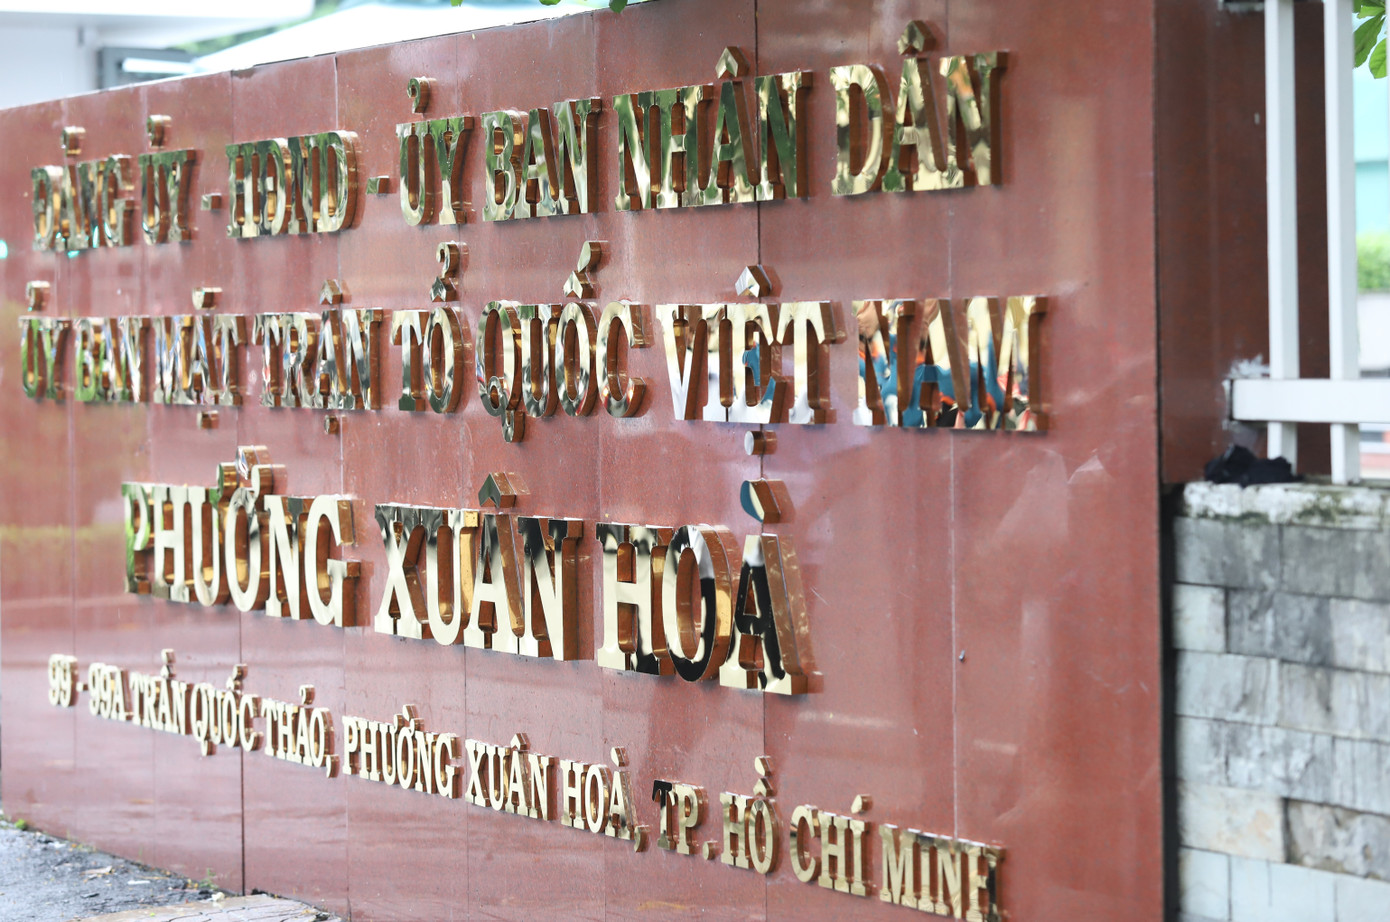 ĐẢNG ỦY - HĐND - ỦY BAN NHÂN DÂN
ỦY BAN MẶT TRẬN TỔ QUỐC VIỆT NAM
PHƯỜNG XUÂN HOÀ
99 - 99A TRẦN QUỐC THẢO, PHƯỜNG XUÂN HOÀ, TP. HỒ CHÍ MINH